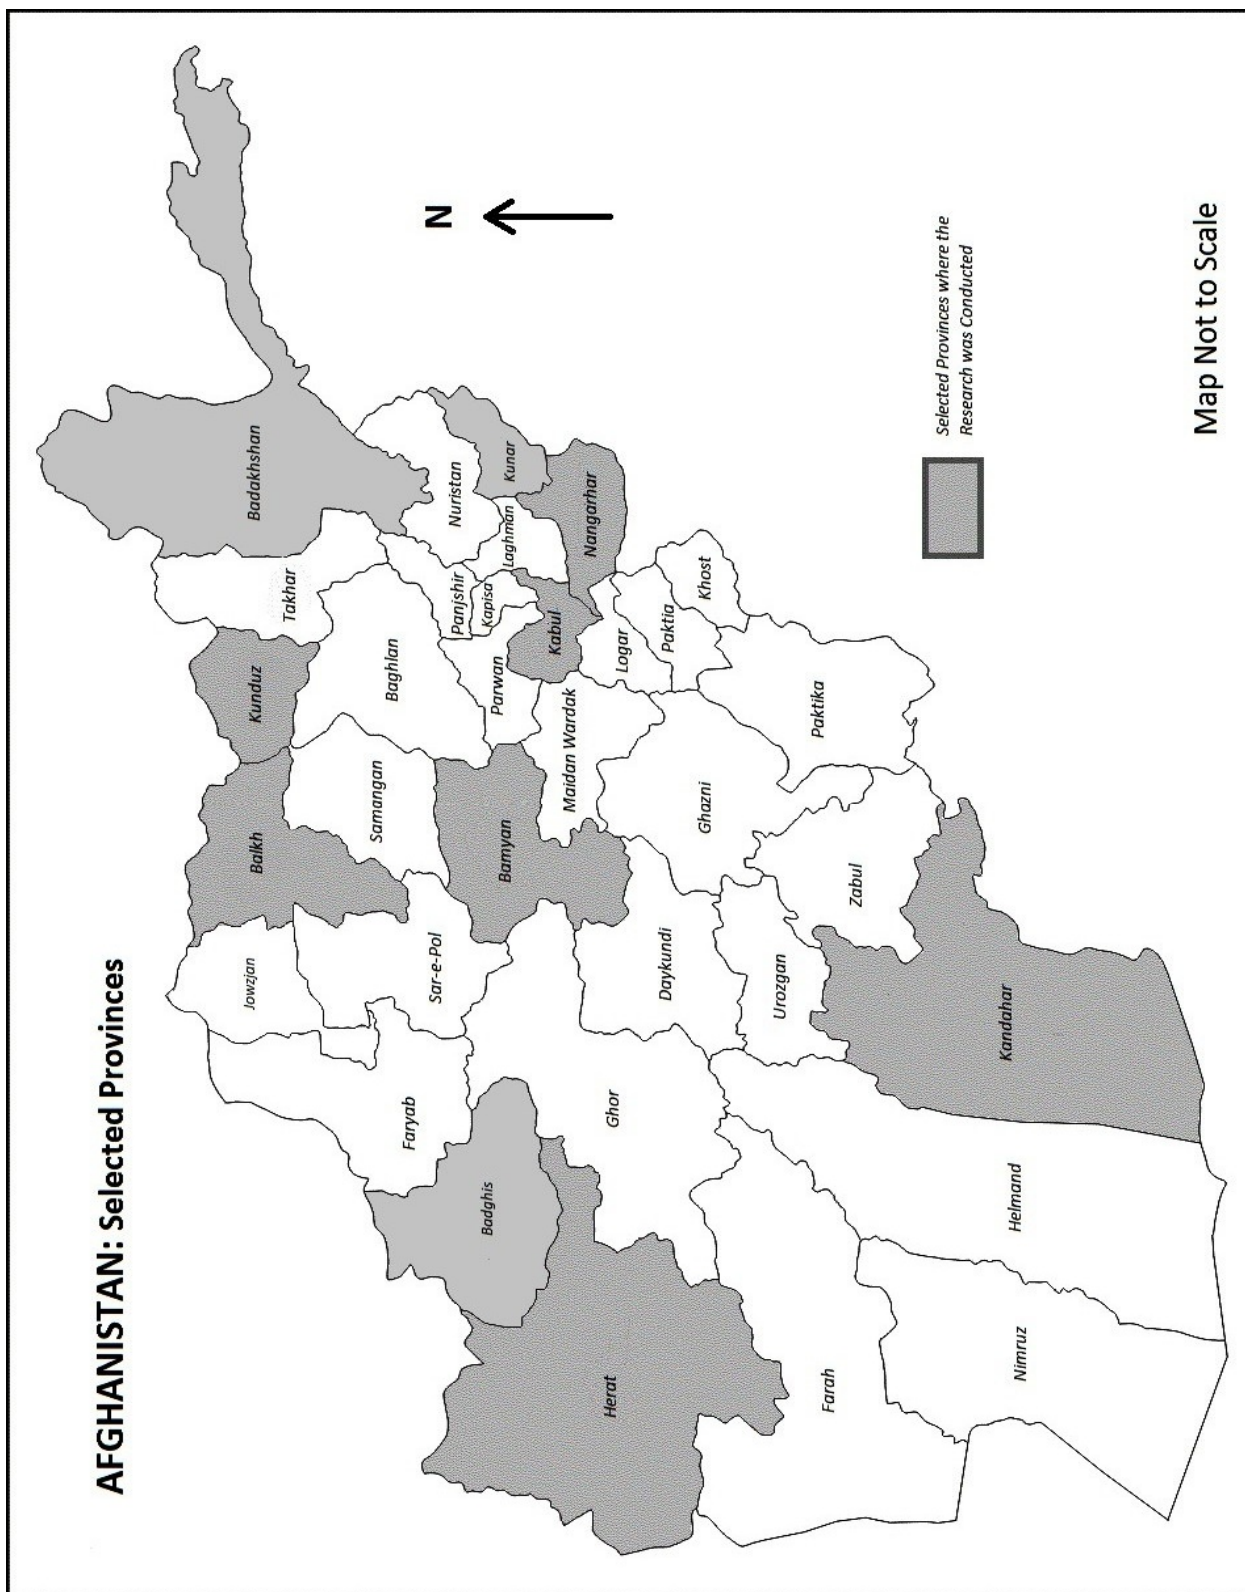 AFGHANISTAN: Selected Provinces
N
Badakhshan
Takhar
Kunduz
Balkh
Jowzjan
Nuristan
Kunar
Laghman
Nangarhar
Panjshir
Kapisa
Kabul
Parwan
Baghlan
Samangan
Bamyan
Sar-e-Pol
Faryab
Badghis
Herat
Ghor
Daykundi
Maidan Wardak
Logar
Paktia
Khost
Paktika
Ghazni
Zabul
Urozgan
Kandahar
Helmand
Nimruz
Farah
Selected Provinces where the
Research was Conducted
Map Not to Scale